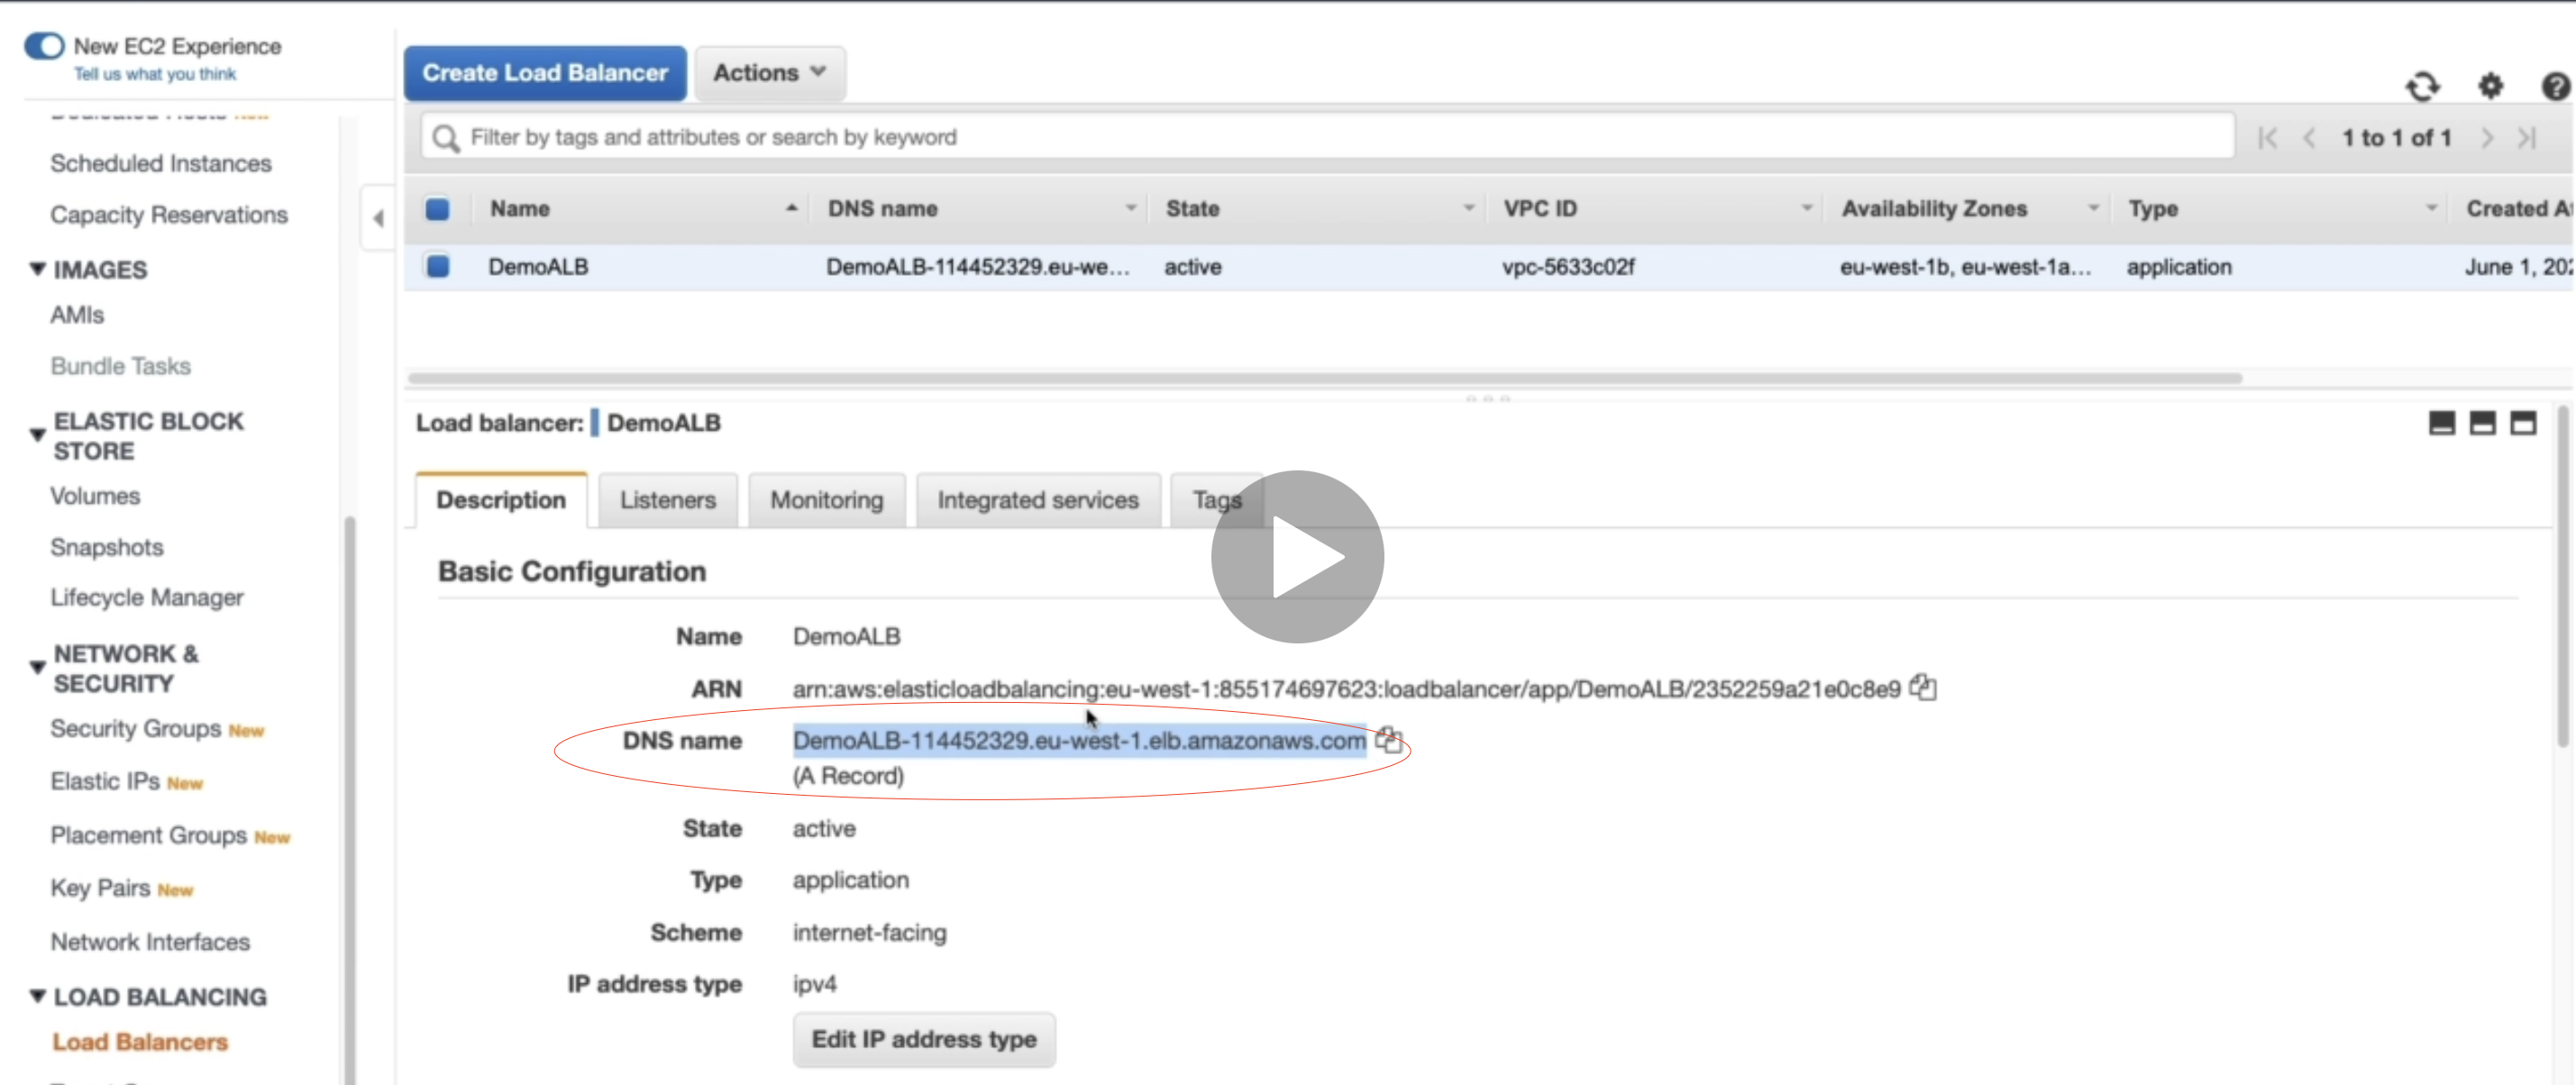 New EC2 Experience
Tell us what you think
Scheduled Instances
Capacity Reservations
IMAGES
AMIs
Bundle Tasks
ELASTIC BLOCK
STORE
Volumes
Snapshots
Lifecycle Manager
NETWORK &
SECURITY
Security Groups New
Elastic IPs New
Placement Groups New
Key Pairs New
Network Interfaces
LOAD BALANCING
Load Balancers
Create Load Balancer Actions
Filter by tags and attributes or search by keyword 1 to 1 of 1
Name DNS name State VPC ID Availability Zones Type Created At
DemoALB DemoALB-114452329.eu-we... active vpc-5633c02f eu-west-1b, eu-west-1a... application June 1, 202
Load balancer: DemoALB
Description Listeners Monitoring Integrated services Tags
Basic Configuration
Name DemoALB
ARN arn:aws:elasticloadbalancing:eu-west-1:855174697623:loadbalancer/app/DemoALB/2352259a21e0c8e9
DNS name DemoALB-114452329.eu-west-1.elb.amazonaws.com
(A Record)
State active
Type application
Scheme internet-facing
IP address type ipv4
Edit IP address type